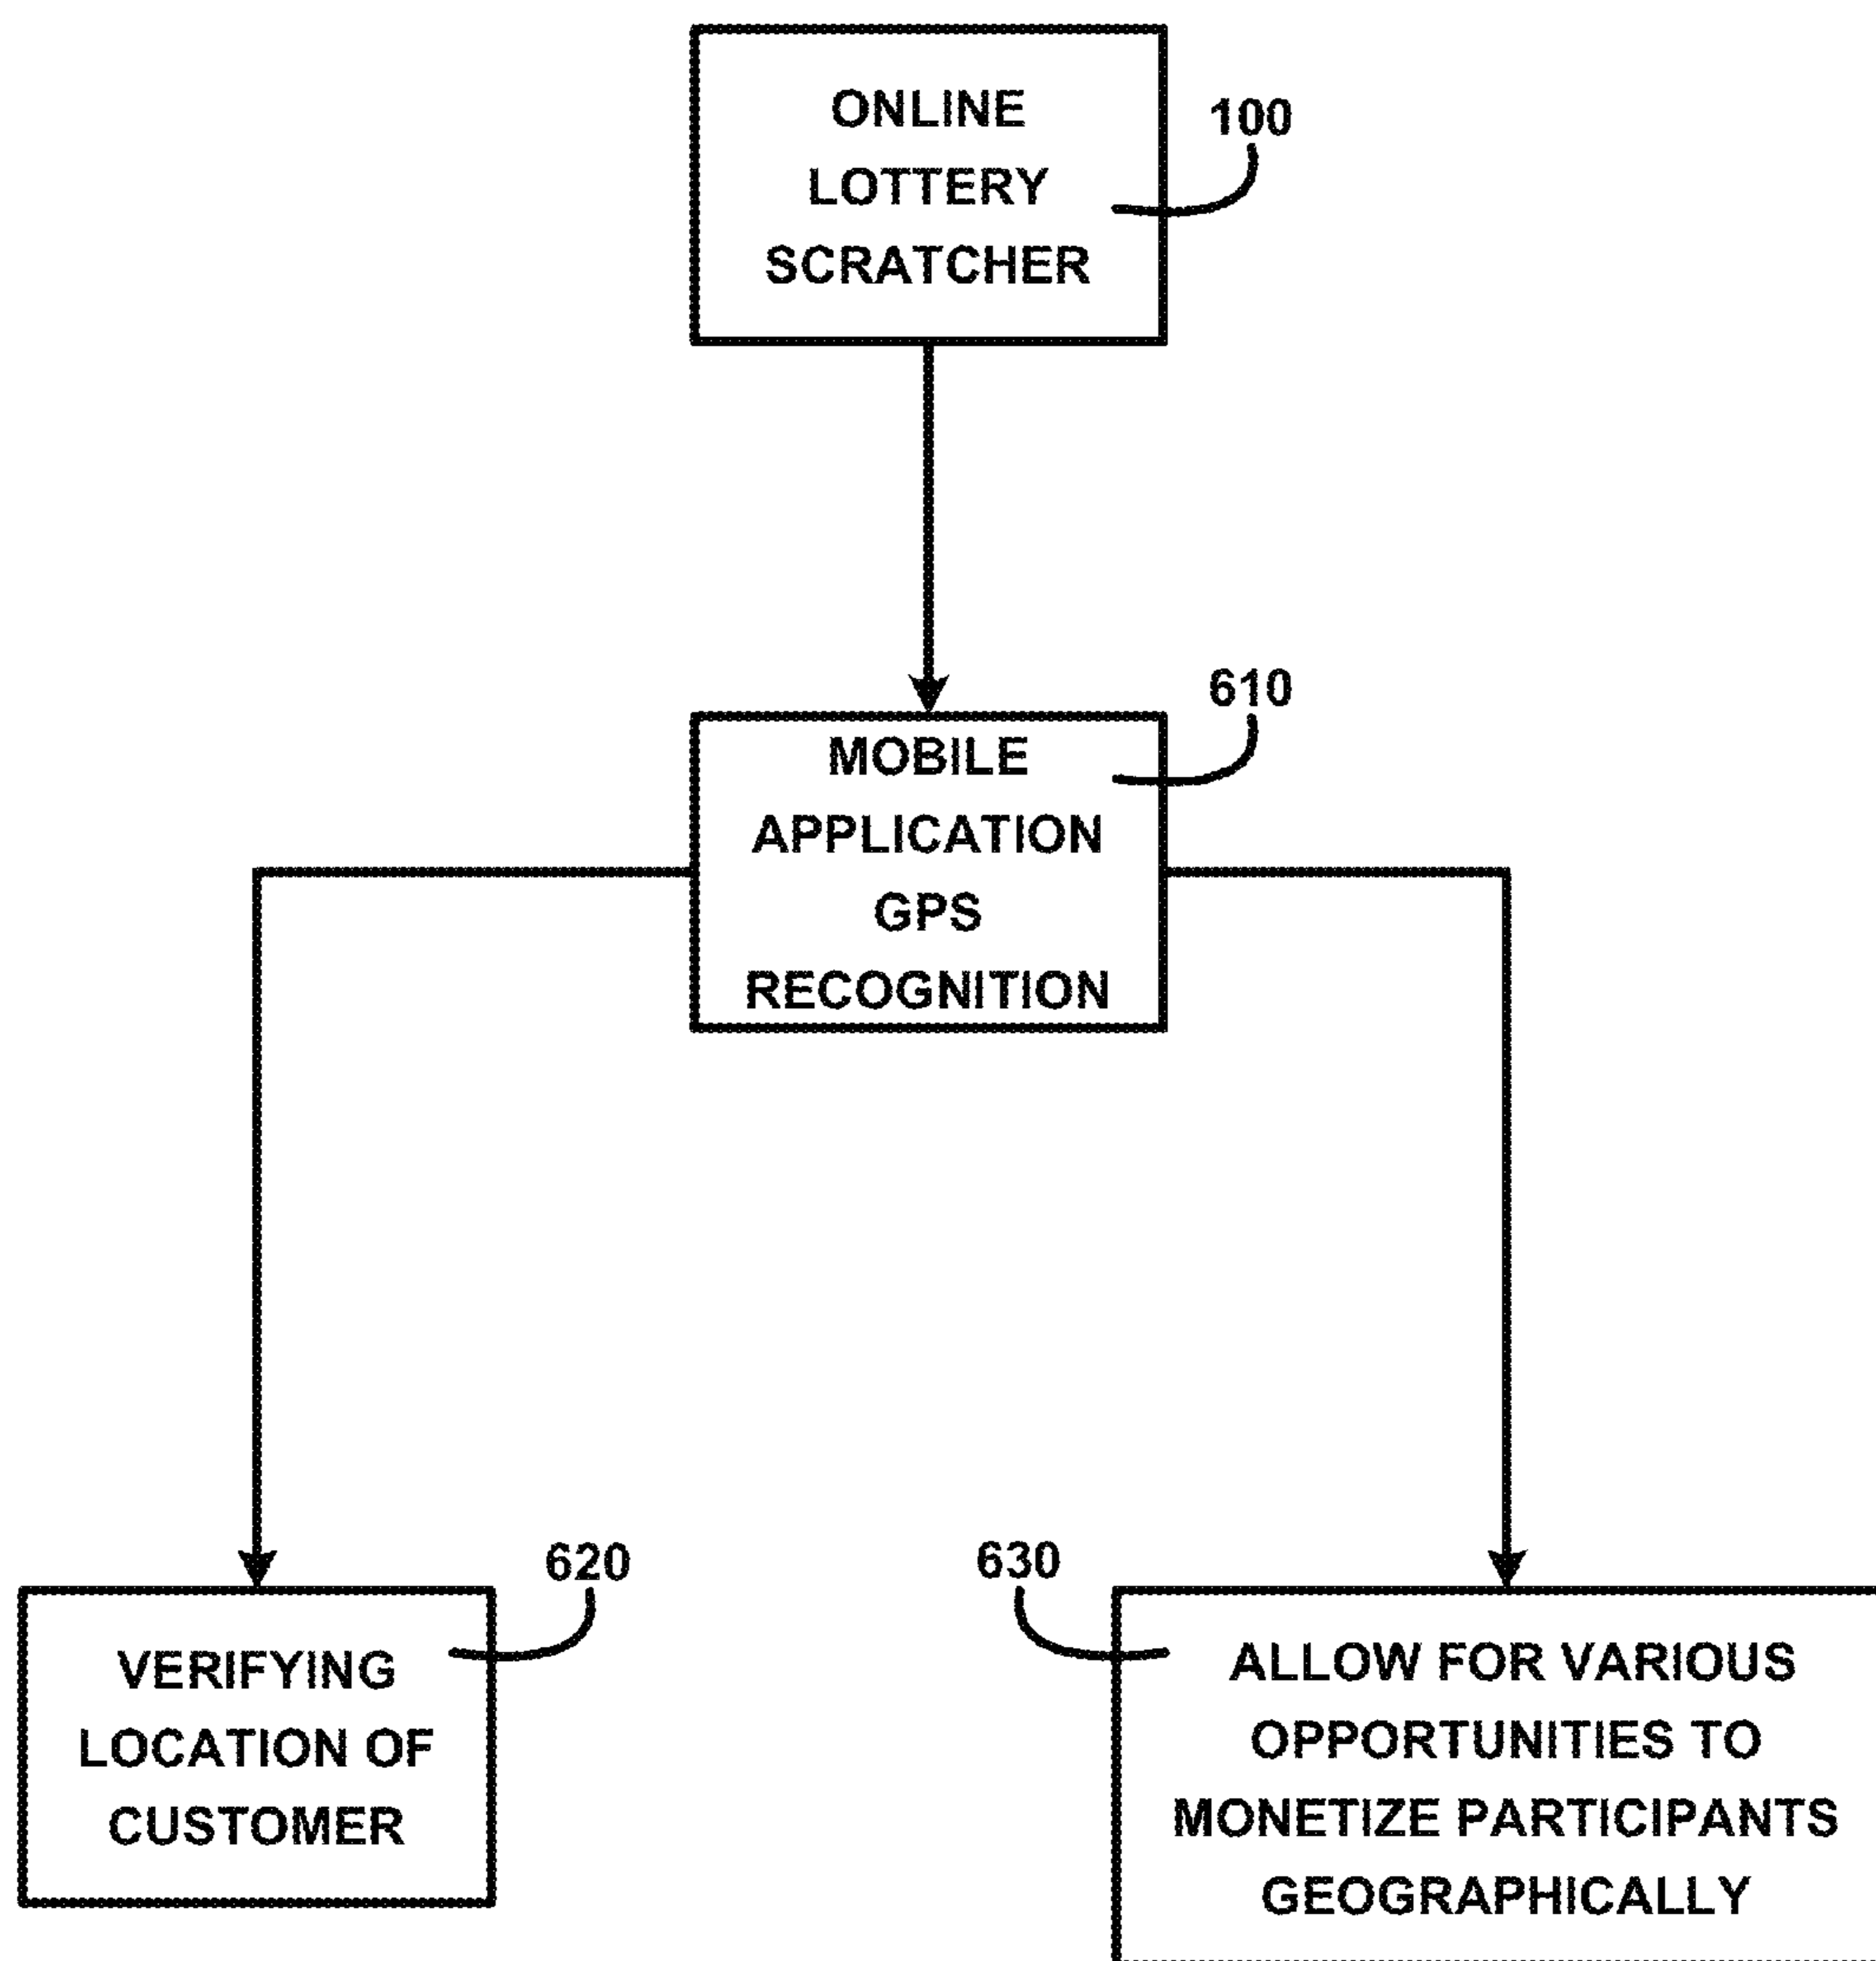 ONLINE
LOTTERY
SCRATCHER
100
610
MOBILE
APPLICATION
GPS
RECOGNITION
620
VERIFYING
LOCATION OF
CUSTOMER
630
ALLOW FOR VARIOUS
OPPORTUNITIES TO
MONETIZE PARTICIPANTS
GEOGRAPHICALLY